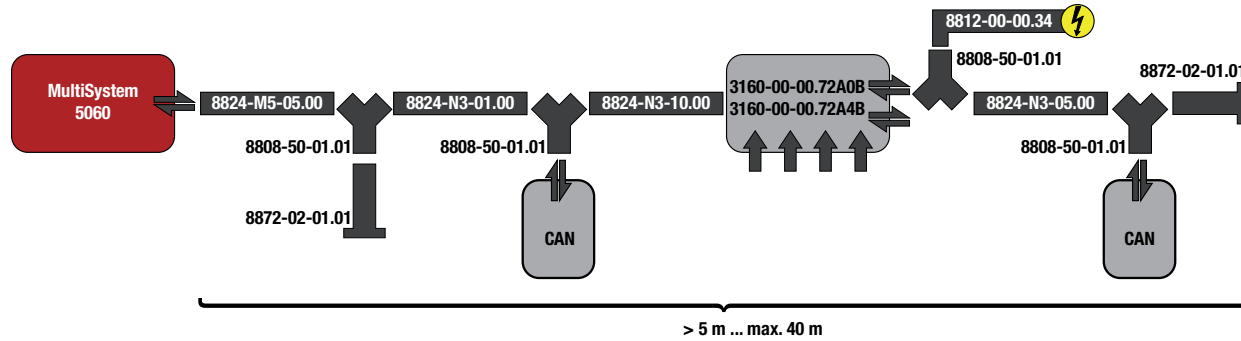 8812-00-00.34
8808-50-01.01
8872-02-01.01
MultiSystem
5060
3160-00-00.72A0B
8824-M5-05.00
8824-N3-01.00
8824-N3-10.00
3160-00-00.72A4B
8824-N3-05.00
8808-50-01.01
8808-50-01.01
8808-50-01.01
8872-02-01.01
CAN
CAN
> 5 m ... max. 40 m